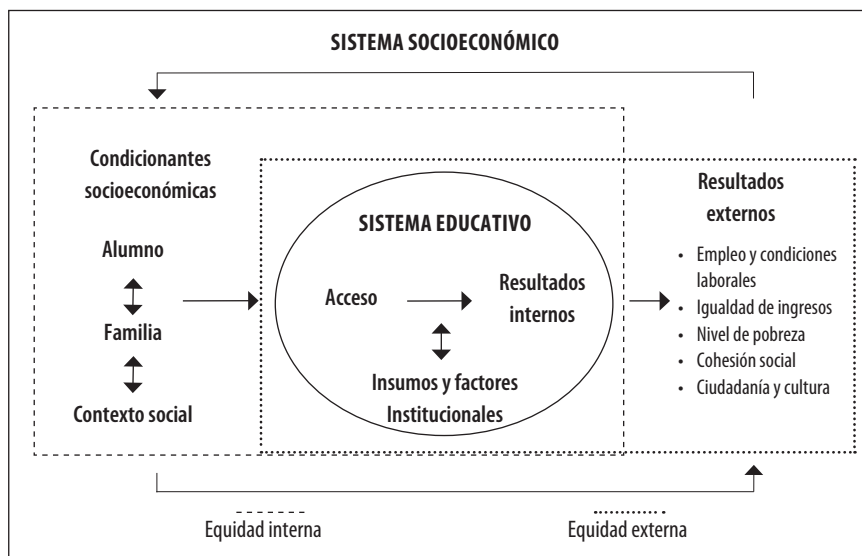 SISTEMA SOCIOECONÓMICO
Condicionantes
socioeconómicas
Alumno
Familia
Contexto social
SISTEMA EDUCATIVO
Acceso
Resultados
internos
Insumos y factores
Institucionales
Resultados
externos
• Empleo y condiciones
laborales
• Igualdad de ingresos
• Nivel de pobreza
• Cohesión social
• Ciudadanía y cultura
Equidad interna
Equidad externa